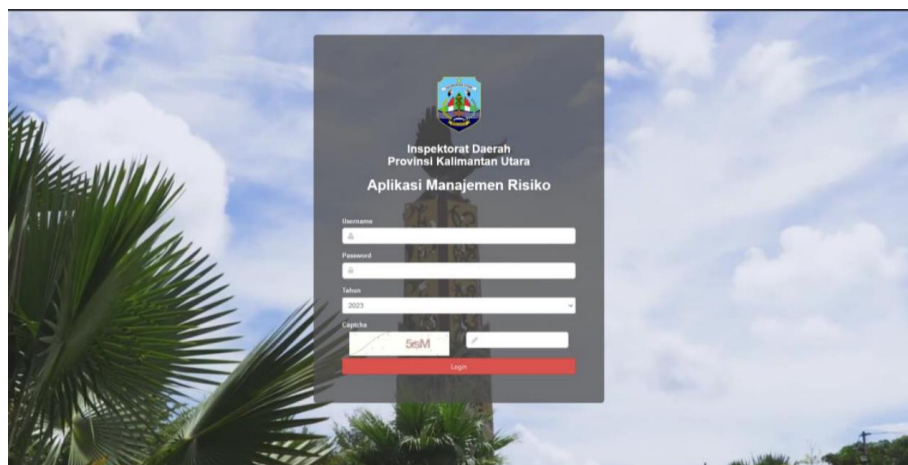 Inspektorat Daerah
Provinsi Kalimantan Utara
Aplikasi Manajemen Risiko
Username
Password
Tahun
2023
Captcha
5sM
Login